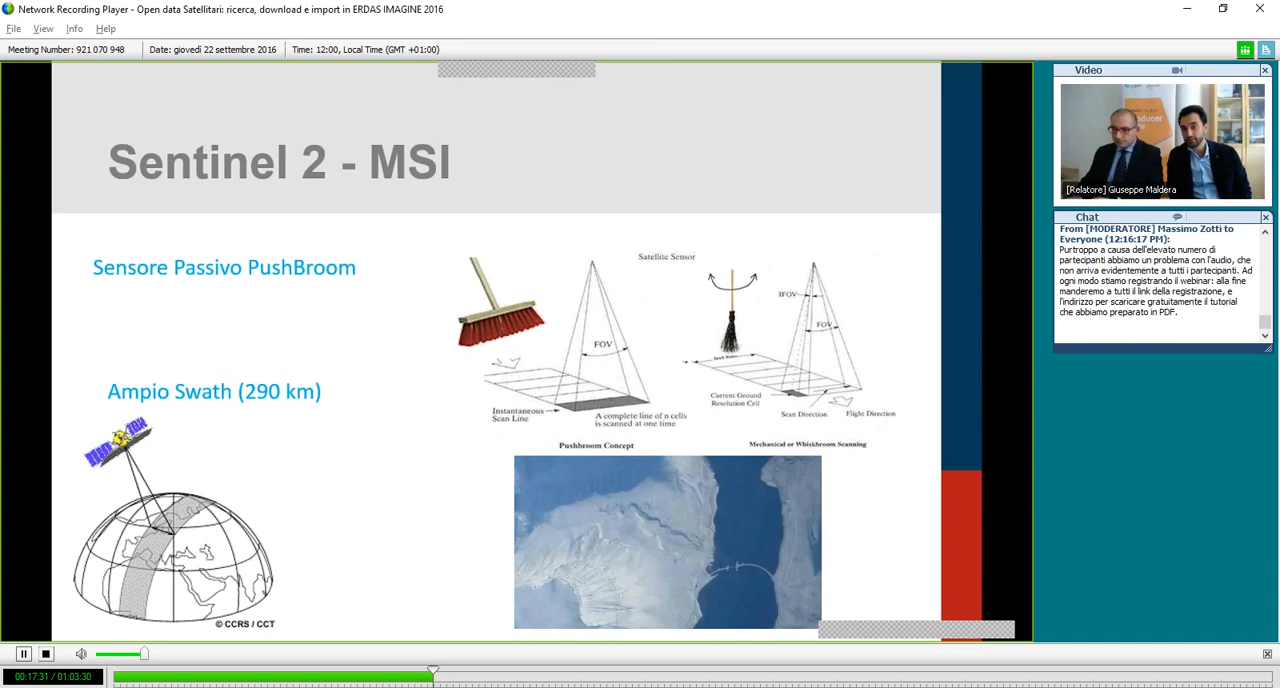 Network Recording Player - Open data Satellitari: ricerca, download e import in ERDAS IMAGINE 2016
File View Info Help
Meeting Number: 921 070 948 Date: giovedì 22 settembre 2016 Time: 12:00, Local Time (GMT +01:00)
Sentinel 2 - MSI
Sensore Passivo PushBroom
Ampio Swath (290 km)
© CCRS / CCT
Satellite Sensor
FOV
Instantaneous
Scan Line
A complete line of n cells
is scanned at one time
Pushbroom Concept
IFOV
FOV
Current Ground
Resolution Cell
Scan Direction
Flight Direction
Mechanical or Whiskbroom Scanning
Video
[Relatore] Giuseppe Maldera
Chat
From [MODERATORE] Massimo Zotti to
Everyone (12:16:17 PM):
Purtroppo a causa dell'elevato numero di
partecipanti abbiamo un problema con l'audio, che
non arriva evidentemente a tutti i partecipanti. Ad
ogni modo stiamo registrando il webinar: alla fine
manderemo a tutti il link della registrazione, e
l'indirizzo per scaricare gratuitamente il tutorial
che abbiamo preparato in PDF.
00:17:31 / 01:03:30